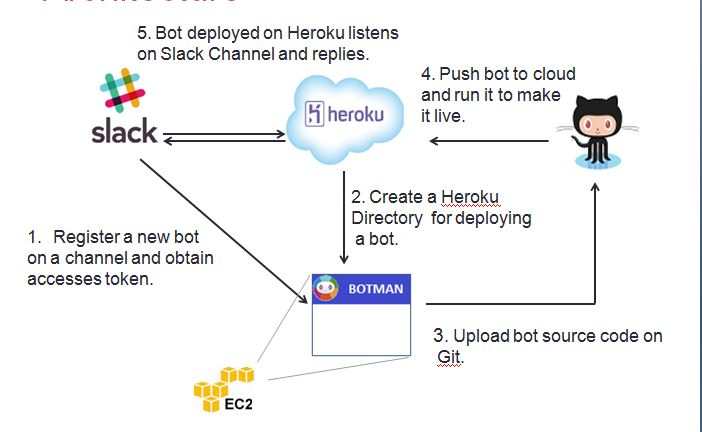 5. Bot deployed on Heroku listens
on Slack Channel and replies.
4. Push bot to cloud
and run it to make
it live.
slack
heroku
2. Create a Heroku
Directory for deploying
a bot.
1. Register a new bot
on a channel and obtain
accesses token.
BOTMAN
3. Upload bot source code on
Git.
EC2